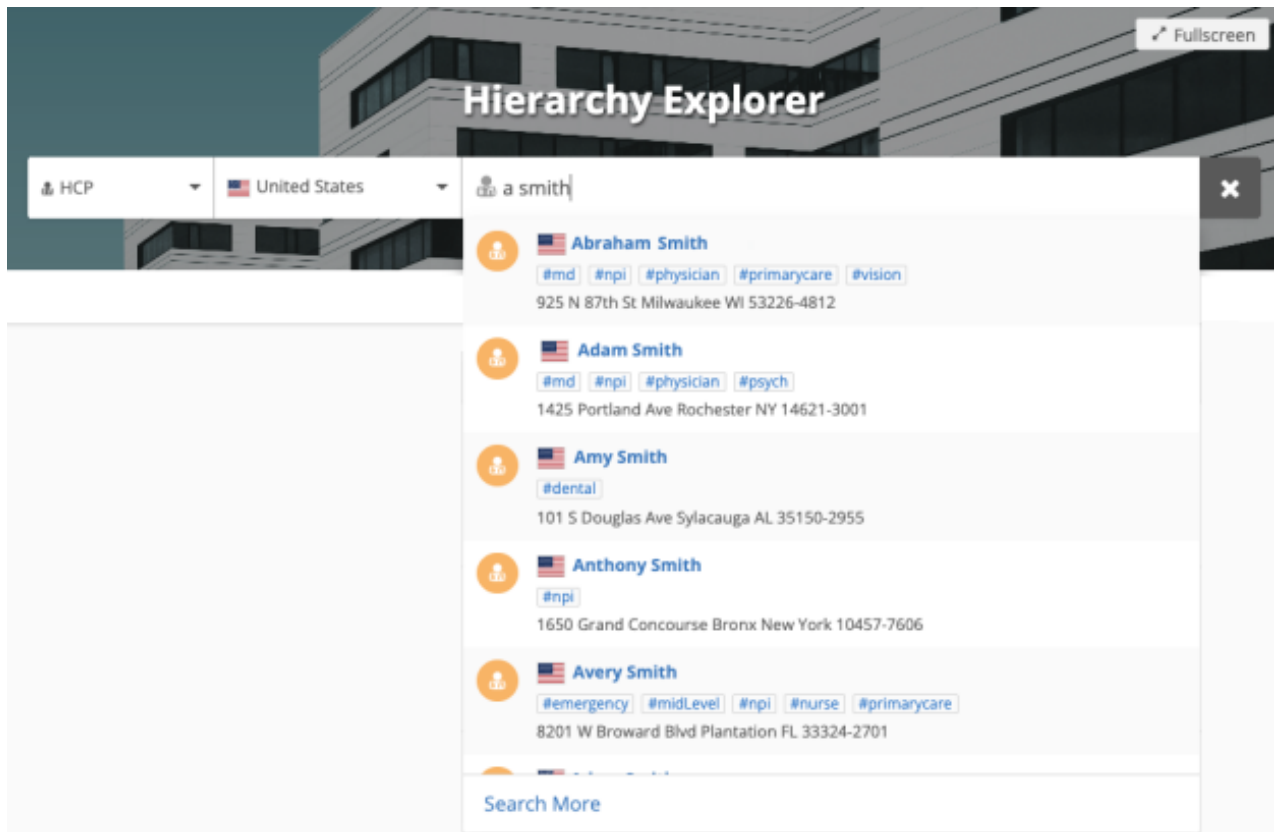 Fullscreen
Hierarchy Explorer
HCP
United States
a smith
Abraham Smith
#md #npi #physician #primarycare #vision
925 N 87th St Milwaukee WI 53226-4812
Adam Smith
#md #npi #physician #psych
1425 Portland Ave Rochester NY 14621-3001
Amy Smith
#dental
101 S Douglas Ave Sylacauga AL 35150-2955
Anthony Smith
#npi
1650 Grand Concourse Bronx New York 10457-7606
Avery Smith
#emergency #midLevel #npi #nurse #primarycare
8201 W Broward Blvd Plantation FL 33324-2701
Search More